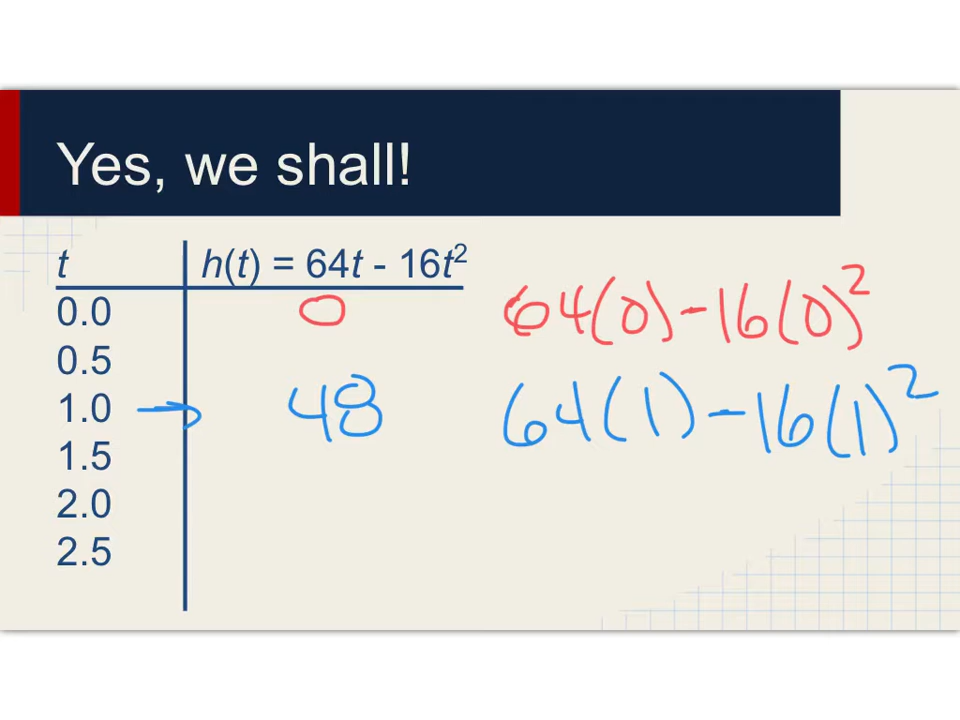 Yes, we shall!
t h(t) = 64t - 16t²
0.0 0 64(0)-16(0)²
0.5
1.0 → 48 64(1)-16(1)²
1.5
2.0
2.5